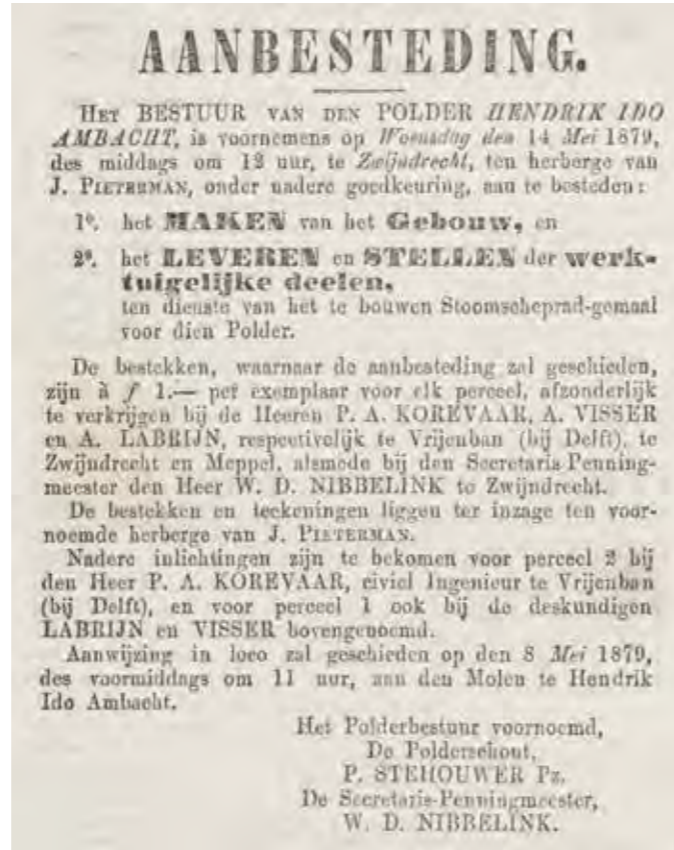 AANBESTEDING.
HET BESTUUR VAN DEN POLDER HENDRIK IDO
AMBACHT, is voornemens op Woensdag den 14 Mei 1879,
des middags om 12 uur, te Zwijndrecht, ten herberge van
J. PIETERMAN, onder nadere goedkeuring, aan te besteden:
1°. het MAKEN van het Gebouw, en
2°. het LEVEREN en STELLEN der werk-
tuigelijke deelen,
ten dienste van het te bouwen Stoomscheprad-gemaal
voor dien Polder.
De bestekken, waarnaar de aanbesteding zal geschieden,
zijn à f 1.— per exemplaar voor elk perceel, afzonderlijk
te verkrijgen bij de Heeren P. A. KOREVAAR, A. VISSER
en A. LABRIJN, respectivelijk te Vrijenban (bij Delft), te
Zwijndrecht en Meppel, alsmede bij den Secretaris-Penning-
meester den Heer W. D. NIBBELINK te Zwijndrecht.
De bestekken en teekeningen liggen ter inzage ten voor-
noemde herberge van J. PIETERMAN.
Nadere inlichtingen zijn te bekomen voor perceel 2 bij
den Heer P. A. KOREVAAR, civiel Ingenieur te Vrijenban
(bij Delft), en voor perceel 1 ook bij de deskundigen
LABRIJN en VISSER bovengenoemd.
Aanwijzing in loco zal geschieden op den 8 Mei 1879,
des voormiddags om 11 uur, aan den Molen te Hendrik
Ido Ambacht.
Het Polderbestuur voornoemd,
De Polderschout,
P. STEHOUWER Pz.
De Secretaris-Penningmeester,
W. D. NIBBELINK.